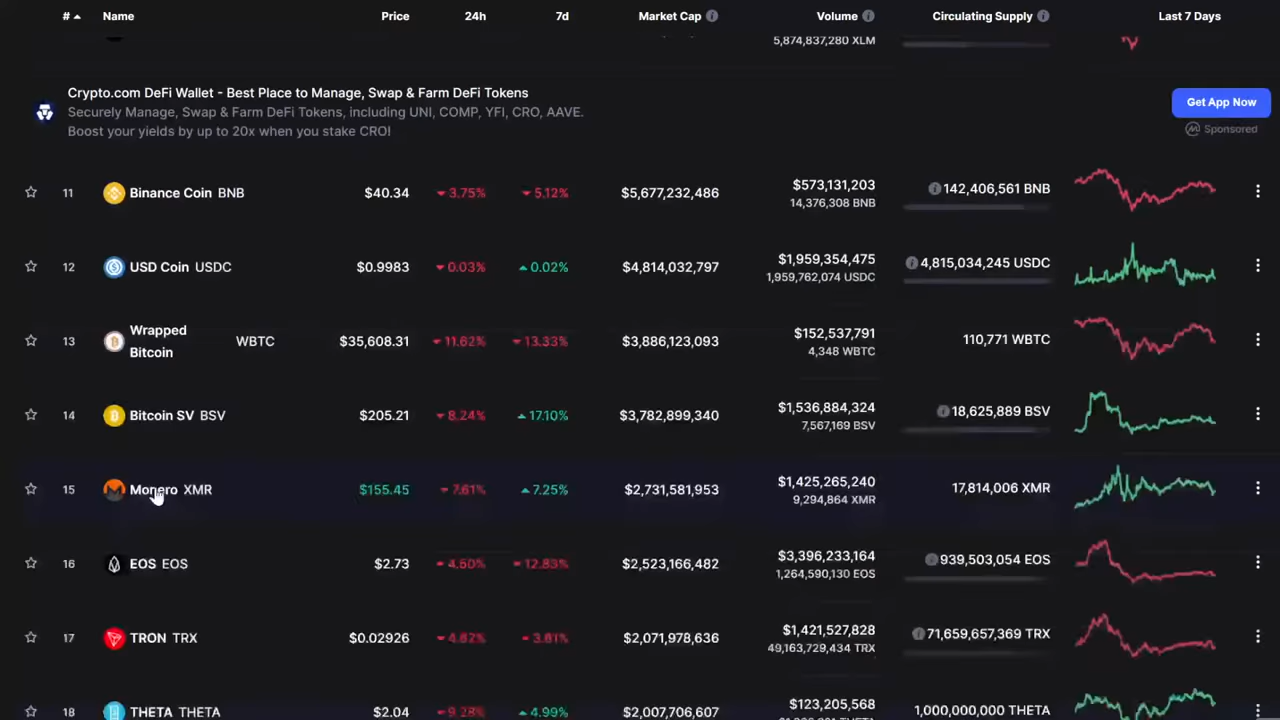 # Name Price 24h 7d Market Cap Volume Circulating Supply Last 7 Days
5,874,837,280 XLM
Crypto.com DeFi Wallet - Best Place to Manage, Swap & Farm DeFi Tokens
Securely Manage, Swap & Farm DeFi Tokens, including UNI, COMP, YFI, CRO, AAVE.
Boost your yields by up to 20x when you stake CRO!
Get App Now
Sponsored
11 Binance Coin BNB $40.34 3.75% 5.12% $5,677,232,486 $573,131,203 142,406,561 BNB
14,376,308 BNB
12 USD Coin USDC $0.9983 0.03% 0.02% $4,814,032,797 $1,959,354,475 4,815,034,245 USDC
1,959,762,074 USDC
13 Wrapped Bitcoin WBTC $35,608.31 11.62% 13.33% $3,886,123,093 $152,537,791 110,771 WBTC
4,348 WBTC
14 Bitcoin SV BSV $205.21 8.24% 17.10% $3,782,899,340 $1,536,884,324 18,625,889 BSV
7,567,169 BSV
15 Monero XMR $155.45 7.61% 7.25% $2,731,581,953 $1,425,265,240 17,814,006 XMR
9,294,864 XMR
16 EOS EOS $2.73 4.60% 12.83% $2,523,166,482 $3,396,233,164 939,503,054 EOS
1,264,590,130 EOS
17 TRON TRX $0.02926 4.82% 3.81% $2,071,978,636 $1,421,527,828 71,659,657,369 TRX
49,163,729,434 TRX
18 THETA THETA $2.04 9.28% 4.99% $2,007,706,607 $123,205,568 1,000,000,000 THETA